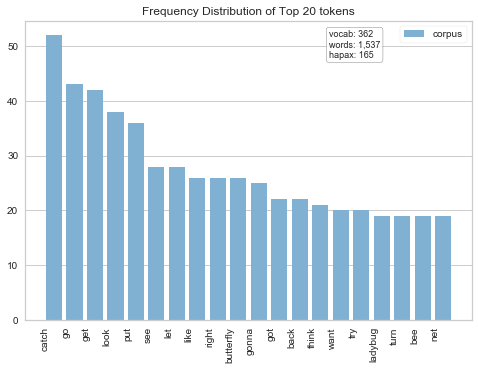 Frequency Distribution of Top 20 tokens
vocab: 362
words: 1,537
hapax: 165
corpus
50
40
30
20
10
0
catch
go
get
look
put
see
let
like
right
butterfly
gonna
got
back
think
want
try
ladybug
turn
bee
net